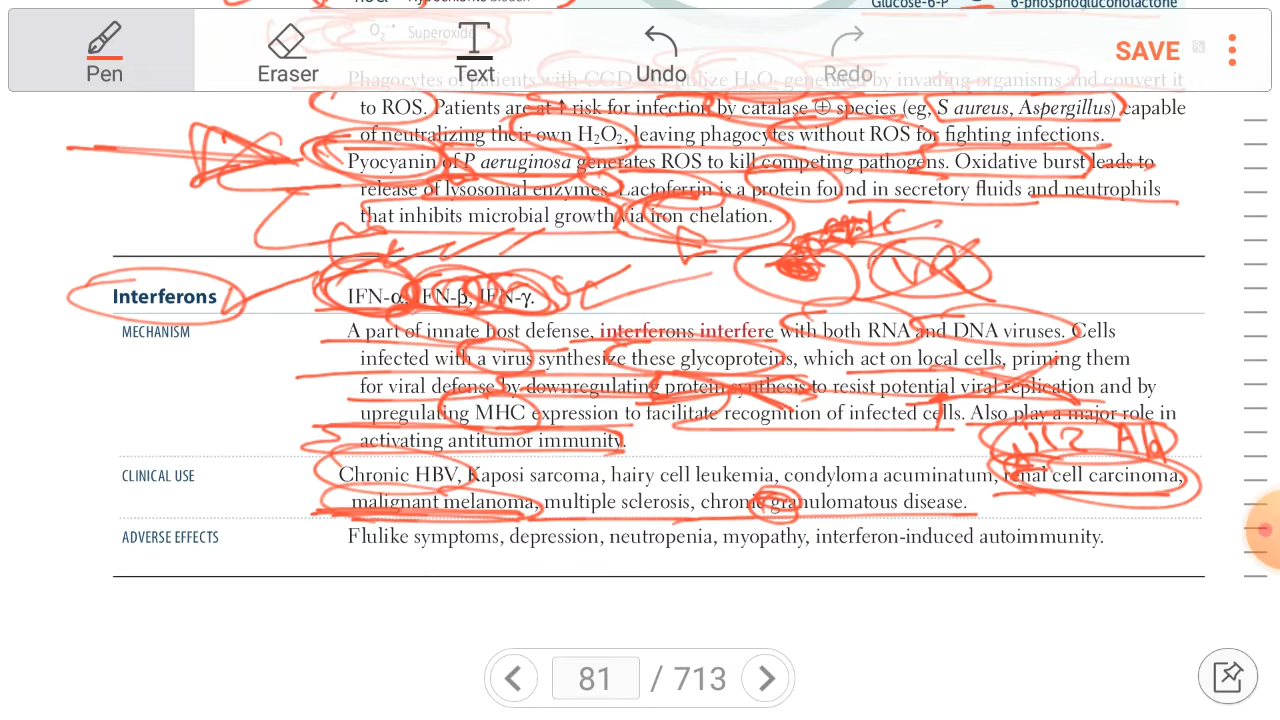 Glucose-6-P 6-phosphogluconolactone
O₂⁻• Superoxide
Pen Eraser Text Undo Redo SAVE
Phagocytes of patients with CGD utilize H₂O₂ generated by invading organisms and convert it
to ROS. Patients are at ↑ risk for infection by catalase ⊕ species (eg, S aureus, Aspergillus) capable
of neutralizing their own H₂O₂, leaving phagocytes without ROS for fighting infections.
Pyocyanin of P aeruginosa generates ROS to kill competing pathogens. Oxidative burst leads to
release of lysosomal enzymes. Lactoferrin is a protein found in secretory fluids and neutrophils
that inhibits microbial growth via iron chelation.
Interferons IFN-α, IFN-β, IFN-γ.
MECHANISM A part of innate host defense, interferons interfere with both RNA and DNA viruses. Cells
infected with a virus synthesize these glycoproteins, which act on local cells, priming them
for viral defense by downregulating protein synthesis to resist potential viral replication and by
upregulating MHC expression to facilitate recognition of infected cells. Also play a major role in
activating antitumor immunity.
CLINICAL USE Chronic HBV, Kaposi sarcoma, hairy cell leukemia, condyloma acuminatum, renal cell carcinoma,
malignant melanoma, multiple sclerosis, chronic granulomatous disease.
ADVERSE EFFECTS Flulike symptoms, depression, neutropenia, myopathy, interferon-induced autoimmunity.
81 / 713